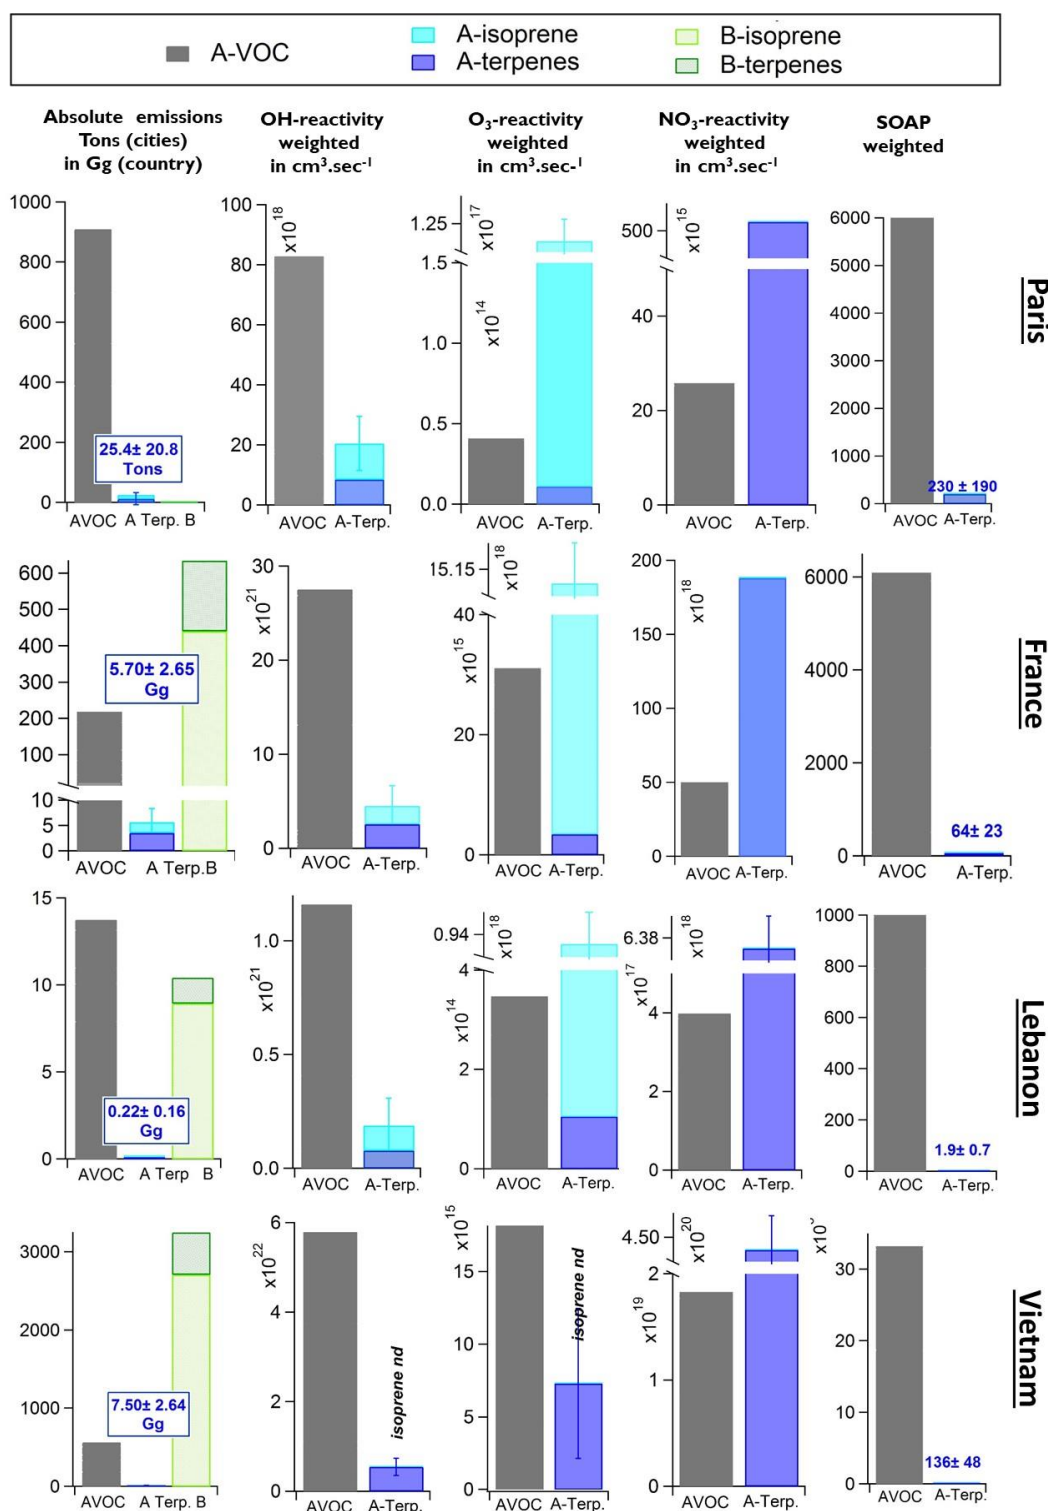 A-VOC
A-isoprene
A-terpenes
B-isoprene
B-terpenes
Absolute emissions
Tons (cities)
in Gg (country)
OH-reactivity
weighted
in cm³.sec⁻¹
O₃-reactivity
weighted
in cm³.sec-¹
NO₃-reactivity
weighted
in cm³.sec⁻¹
SOAP
weighted
1000
800
600
400
200
0
25.4± 20.8
Tons
AVOC A Terp. B
100
80
60
40
20
0
x10¹⁸
AVOC A-Terp.
1.25
x10¹⁷
1.5
1.0
0.5
0.0
x10¹⁴
AVOC A-Terp.
500
x10¹⁵
40
20
0
AVOC A-Terp.
6000
5000
4000
3000
2000
1000
0
230 ± 190
AVOC A-Terp.
Paris
600
500
400
300
200
100
10
5
0
5.70± 2.65
Gg
AVOC A Terp.B
30
20
10
0
x10²¹
AVOC A-Terp.
15.15
x10¹⁸
40
20
0
x10¹⁵
AVOC A-Terp.
200
150
100
50
0
x10¹⁸
AVOC A-Terp.
6000
4000
2000
0
64± 23
AVOC A-Terp.
France
15
10
5
0
0.22± 0.16
Gg
AVOC A Terp B
1.0
0.5
0.0
x10²¹
AVOC A-Terp.
0.94
x10¹⁸
4
2
0
x10¹⁴
AVOC A-Terp.
6.38
x10¹⁸
4
2
0
x10¹⁷
AVOC A-Terp.
1000
800
600
400
200
0
1.9± 0.7
AVOC A-Terp.
Lebanon
3000
2000
1000
0
7.50± 2.64
Gg
AVOC A Terp. B
6
4
2
0
x10²²
isoprene nd
AVOC A-Terp.
15
10
5
0
x10¹⁵
isoprene nd
AVOC A-Terp.
4.50
x10²⁰
2
1
0
x10¹⁹
AVOC A-Terp.
30
20
10
0
136± 48
AVOC A-Terp.
Vietnam